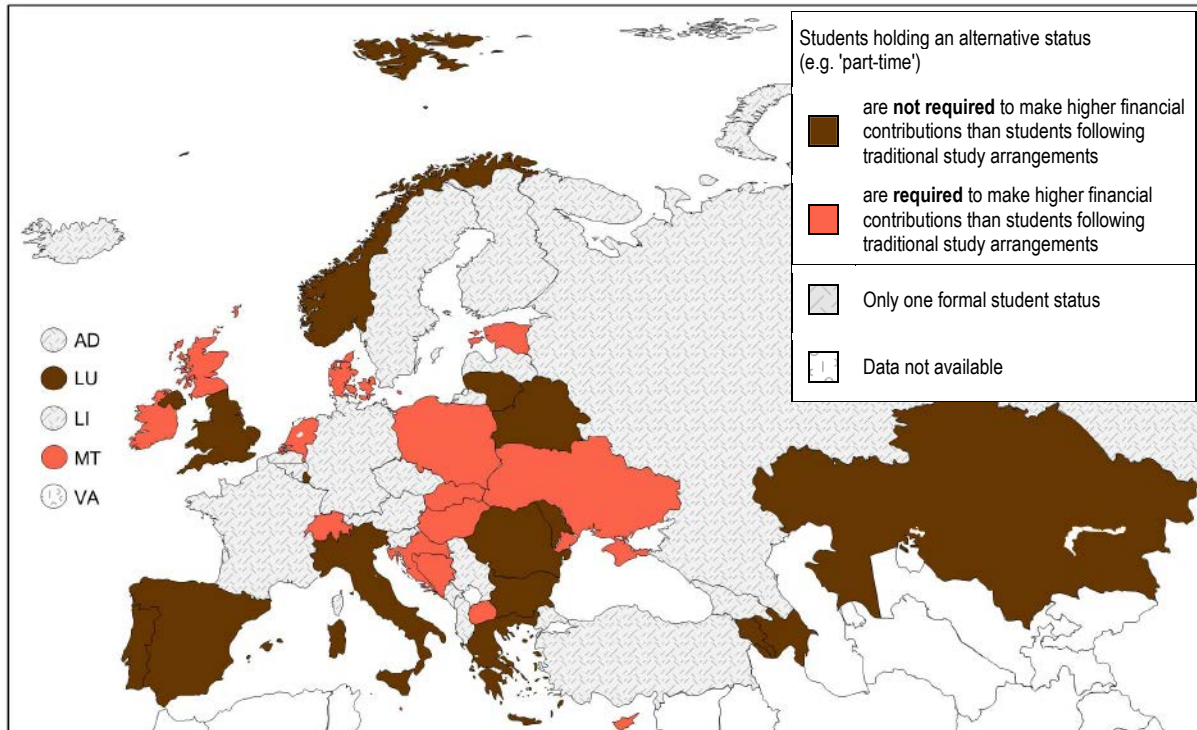 Students holding an alternative status
(e.g. 'part-time')
are not required to make higher financial
contributions than students following
traditional study arrangements
are required to make higher financial
contributions than students following
traditional study arrangements
Only one formal student status
Data not available
AD
LU
LI
MT
VA